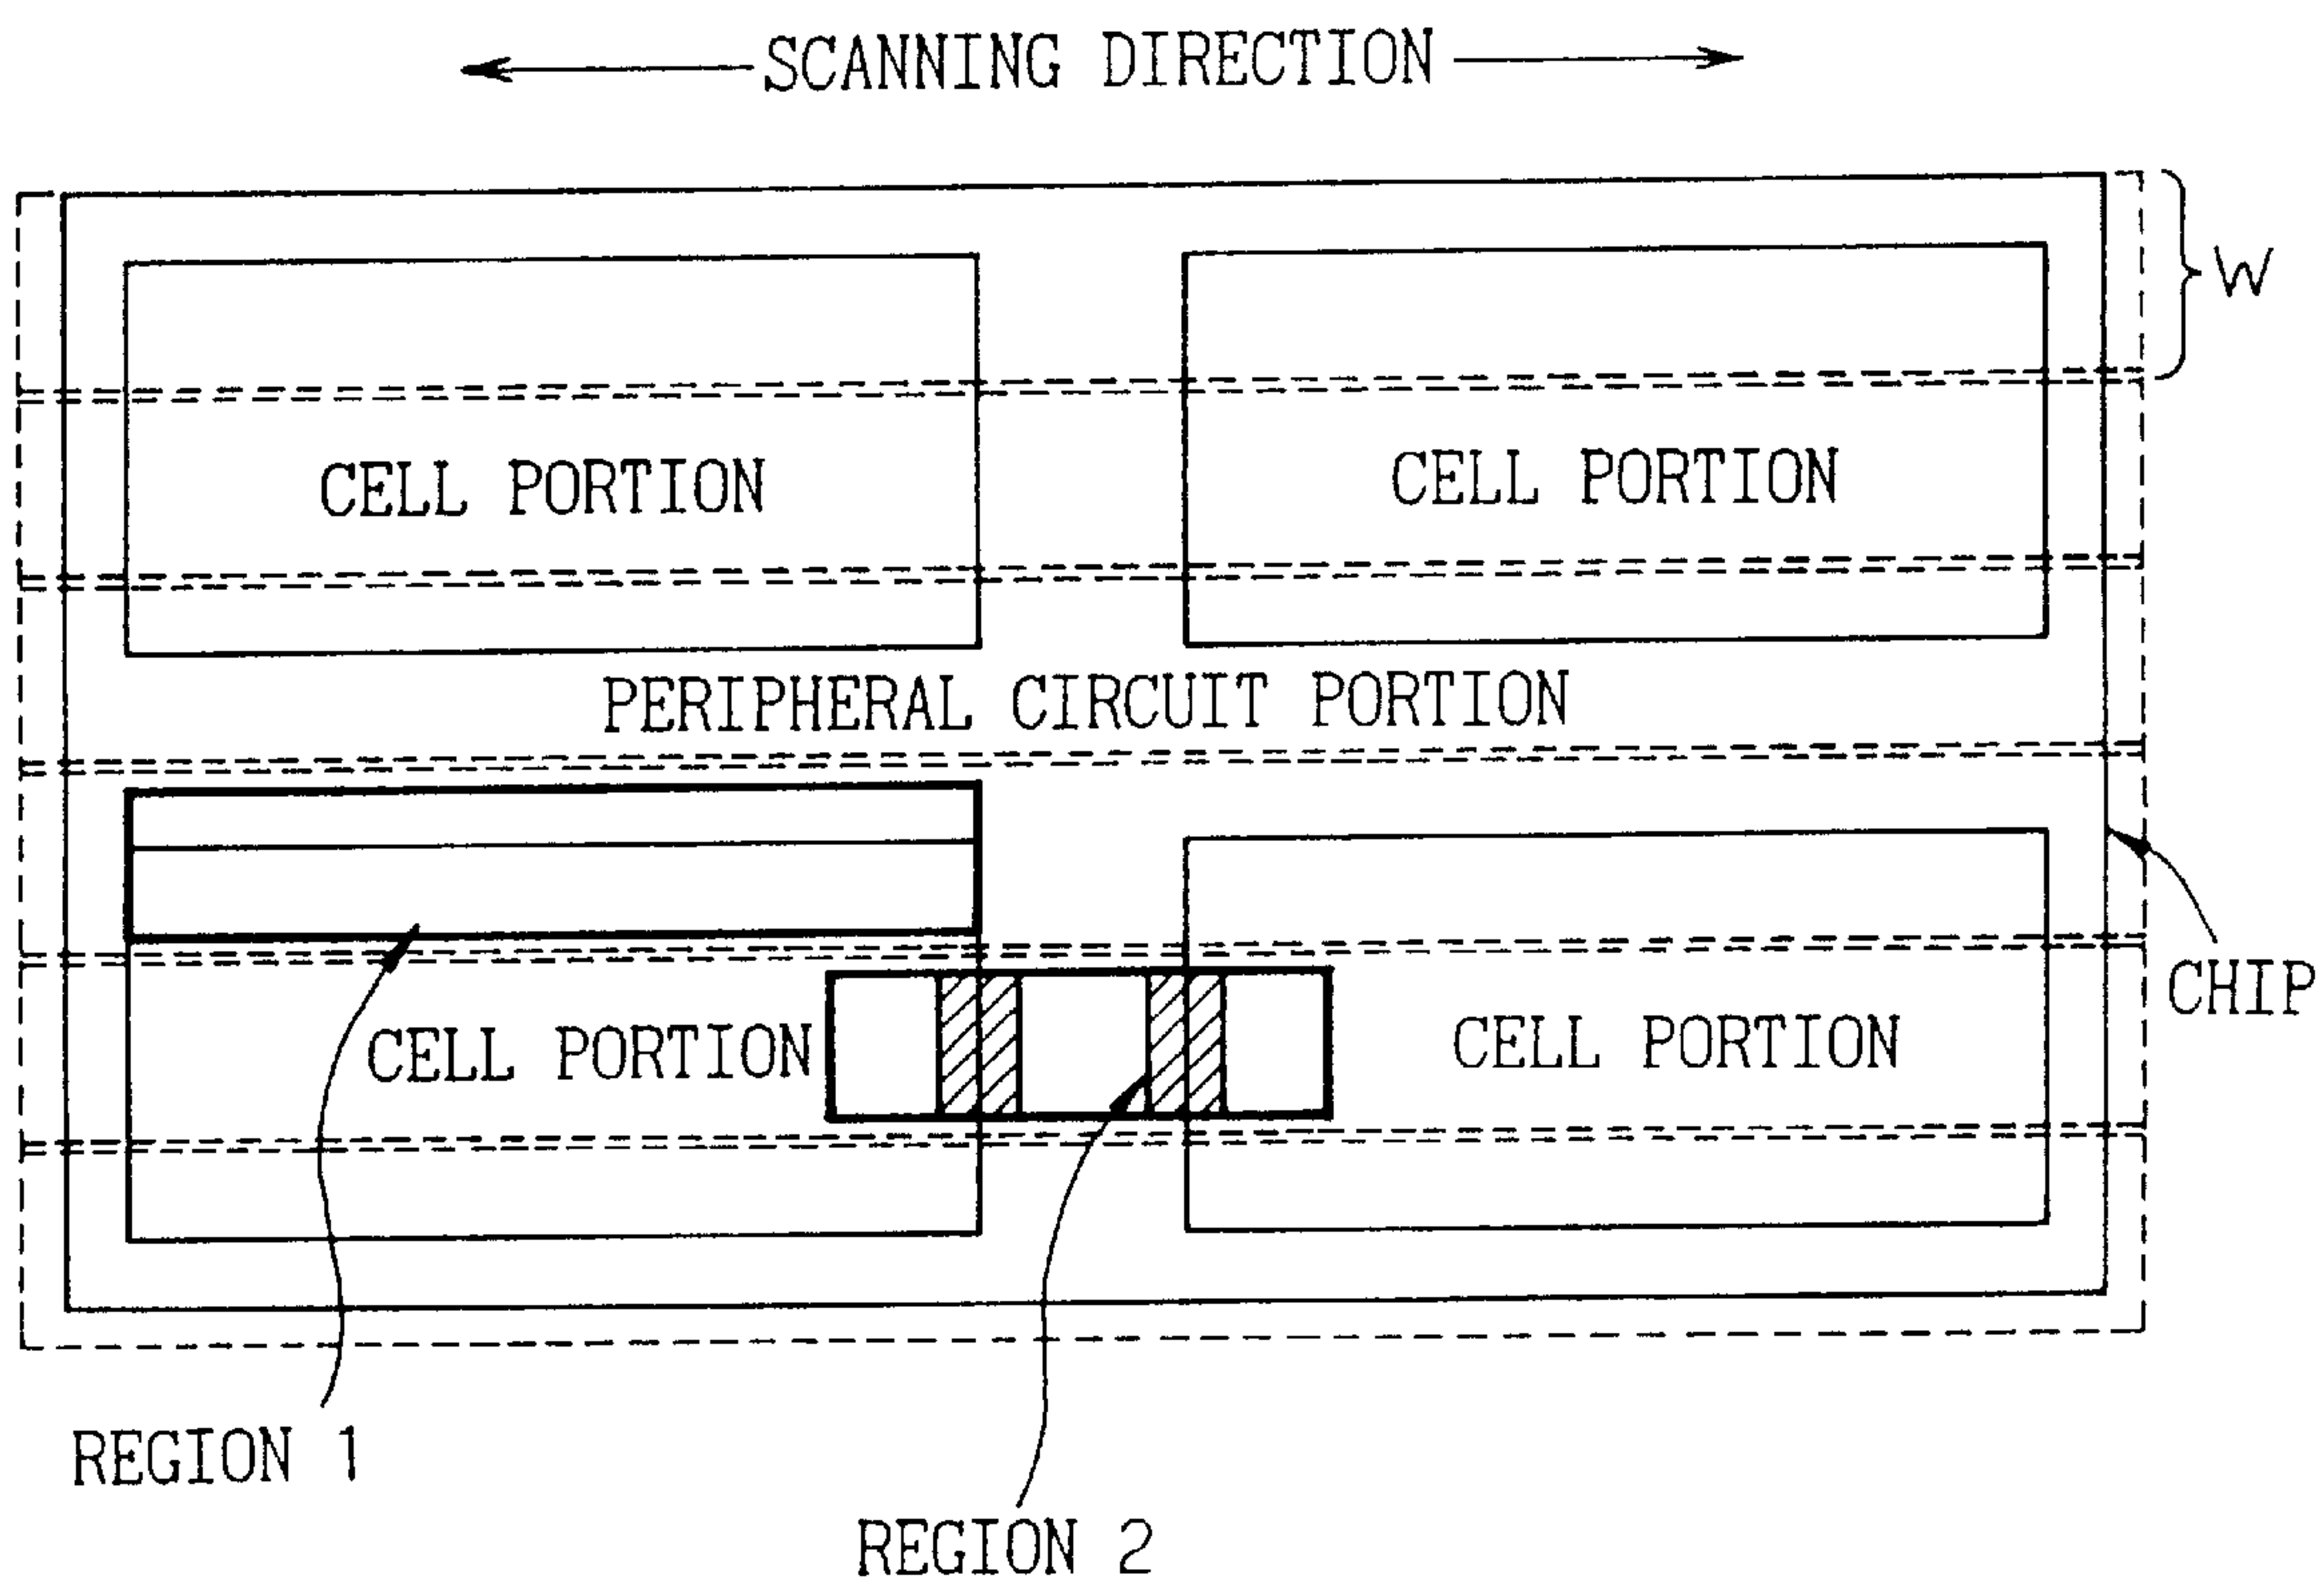 SCANNING DIRECTION
W
CELL PORTION
CELL PORTION
PERIPHERAL CIRCUIT PORTION
CHIP
CELL PORTION
CELL PORTION
REGION 1
REGION 2